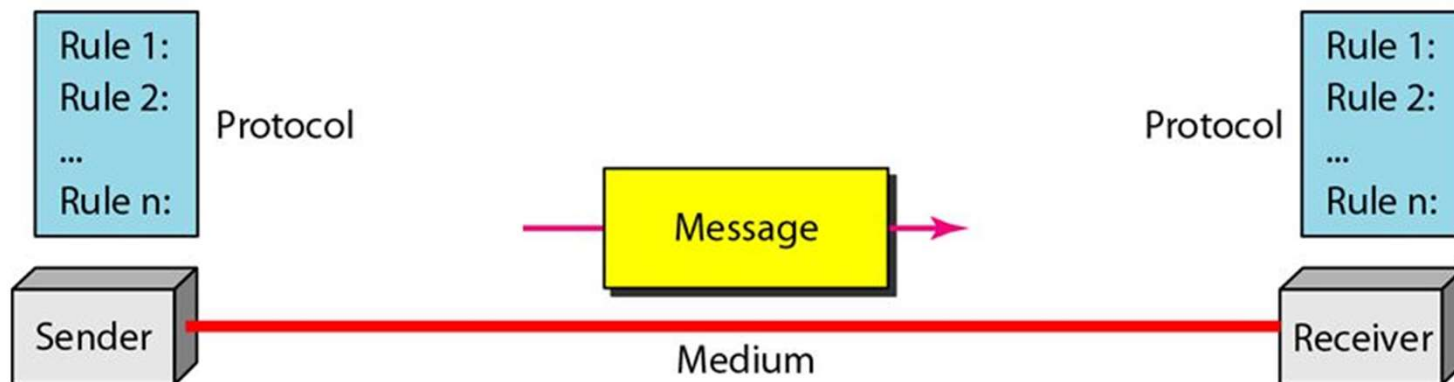 Rule 1:
Rule 2:
...
Rule n:
Protocol
Protocol
Rule 1:
Rule 2:
...
Rule n:
Message
Sender
Medium
Receiver